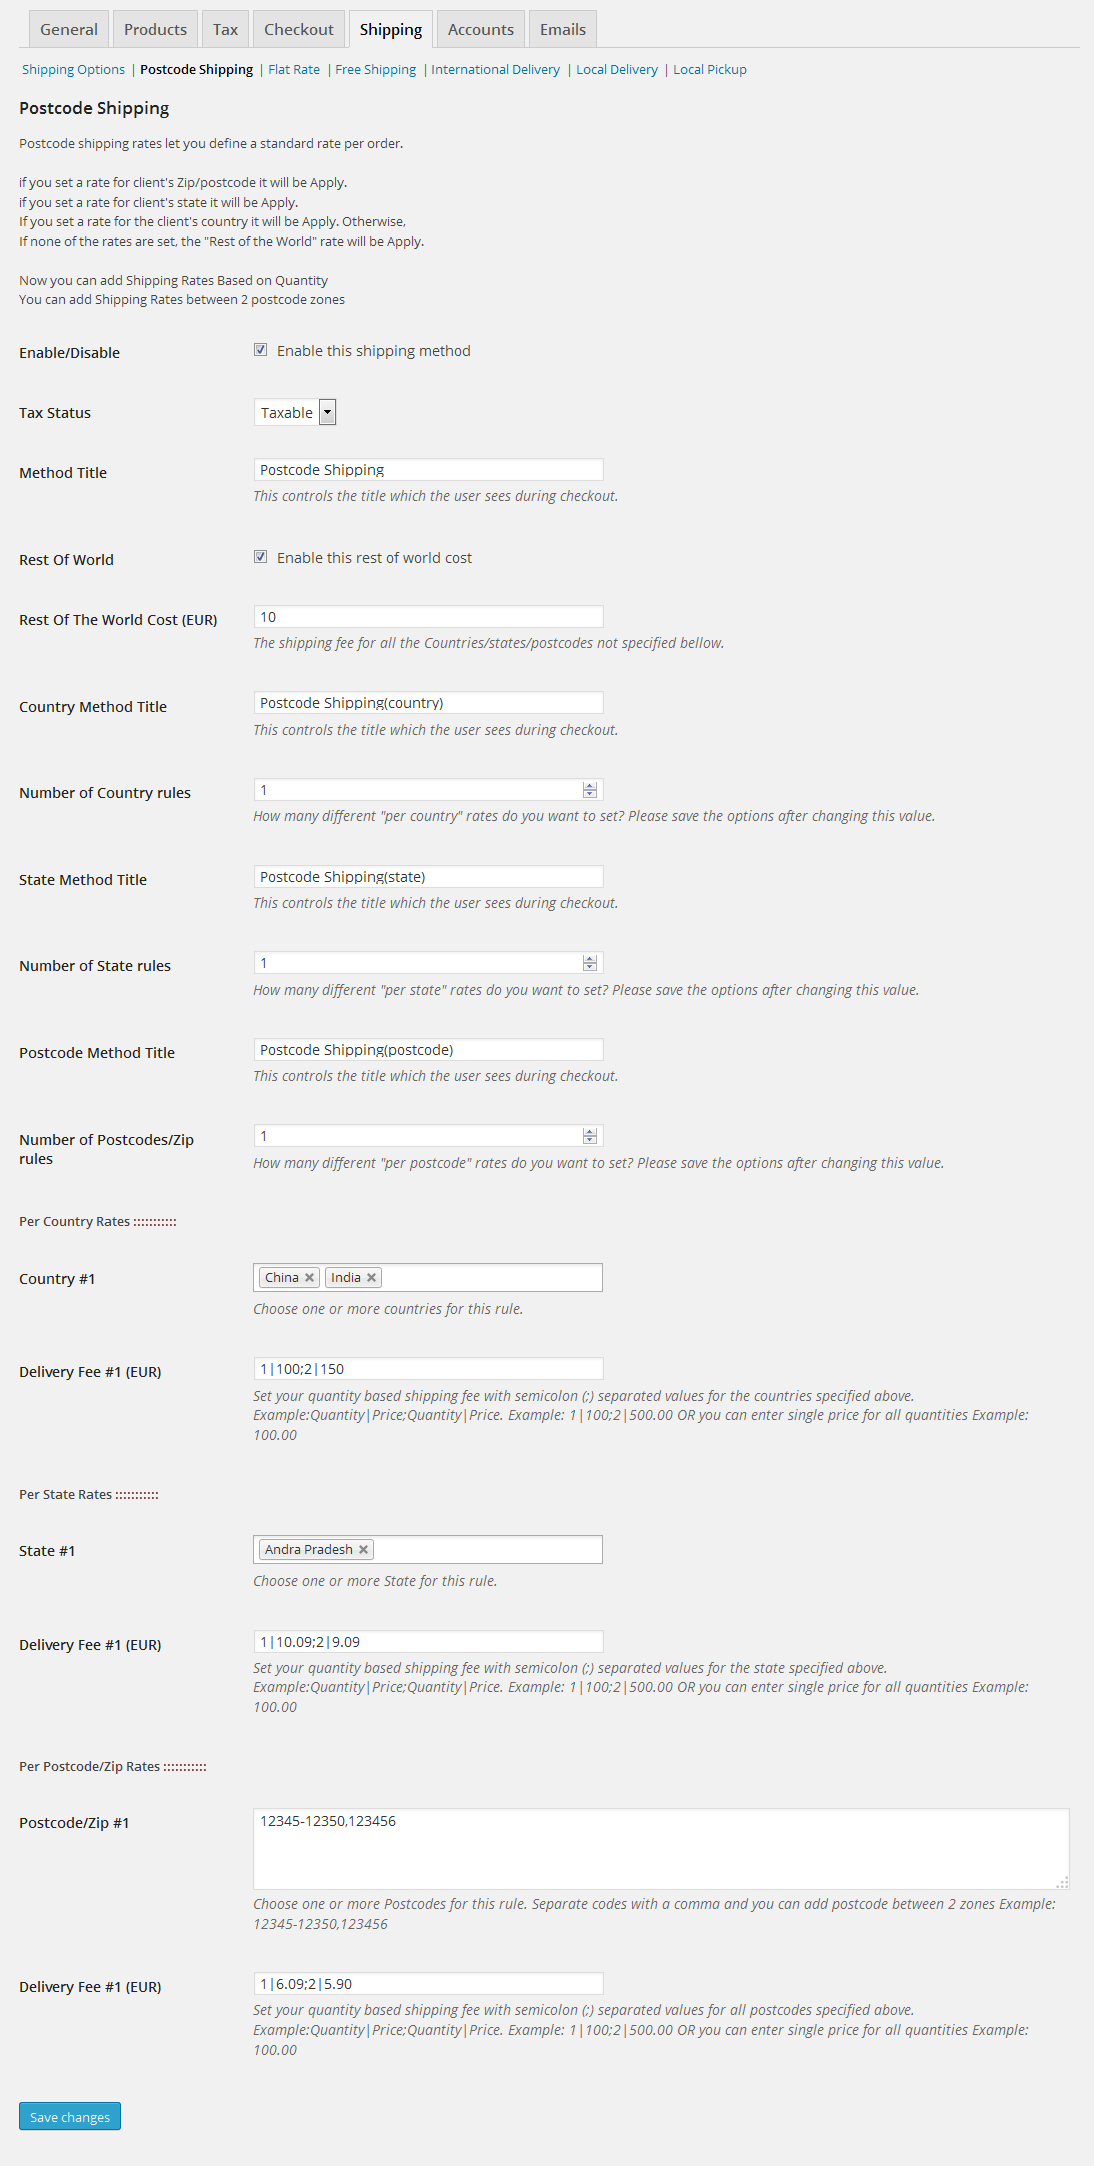 General Products Tax Checkout Shipping Accounts Emails
Shipping Options | Postcode Shipping | Flat Rate | Free Shipping | International Delivery | Local Delivery | Local Pickup
Postcode Shipping
Postcode shipping rates let you define a standard rate per order.
if you set a rate for client's Zip/postcode it will be Apply.
if you set a rate for client's state it will be Apply.
If you set a rate for the client's country it will be Apply. Otherwise,
If none of the rates are set, the "Rest of the World" rate will be Apply.
Now you can add Shipping Rates Based on Quantity
You can add Shipping Rates between 2 postcode zones
Enable/Disable Enable this shipping method
Tax Status Taxable
Method Title Postcode Shipping
This controls the title which the user sees during checkout.
Rest Of World Enable this rest of world cost
Rest Of The World Cost (EUR) 10
The shipping fee for all the Countries/states/postcodes not specified bellow.
Country Method Title Postcode Shipping(country)
This controls the title which the user sees during checkout.
Number of Country rules 1
How many different "per country" rates do you want to set? Please save the options after changing this value.
State Method Title Postcode Shipping(state)
This controls the title which the user sees during checkout.
Number of State rules 1
How many different "per state" rates do you want to set? Please save the options after changing this value.
Postcode Method Title Postcode Shipping(postcode)
This controls the title which the user sees during checkout.
Number of Postcodes/Zip 1
rules
How many different "per postcode" rates do you want to set? Please save the options after changing this value.
Per Country Rates :::::::::::
Country #1 China × India ×
Choose one or more countries for this rule.
Delivery Fee #1 (EUR) 1|100;2|150
Set your quantity based shipping fee with semicolon (;) separated values for the countries specified above.
Example:Quantity|Price;Quantity|Price. Example: 1|100;2|500.00 OR you can enter single price for all quantities Example:
100.00
Per State Rates :::::::::::
State #1 Andra Pradesh ×
Choose one or more State for this rule.
Delivery Fee #1 (EUR) 1|10.09;2|9.09
Set your quantity based shipping fee with semicolon (;) separated values for the state specified above.
Example:Quantity|Price;Quantity|Price. Example: 1|100;2|500.00 OR you can enter single price for all quantities Example:
100.00
Per Postcode/Zip Rates :::::::::::
Postcode/Zip #1 12345-12350,123456
Choose one or more Postcodes for this rule. Separate codes with a comma and you can add postcode between 2 zones Example:
12345-12350,123456
Delivery Fee #1 (EUR) 1|6.09;2|5.90
Set your quantity based shipping fee with semicolon (;) separated values for all postcodes specified above.
Example:Quantity|Price;Quantity|Price. Example: 1|100;2|500.00 OR you can enter single price for all quantities Example:
100.00
Save changes